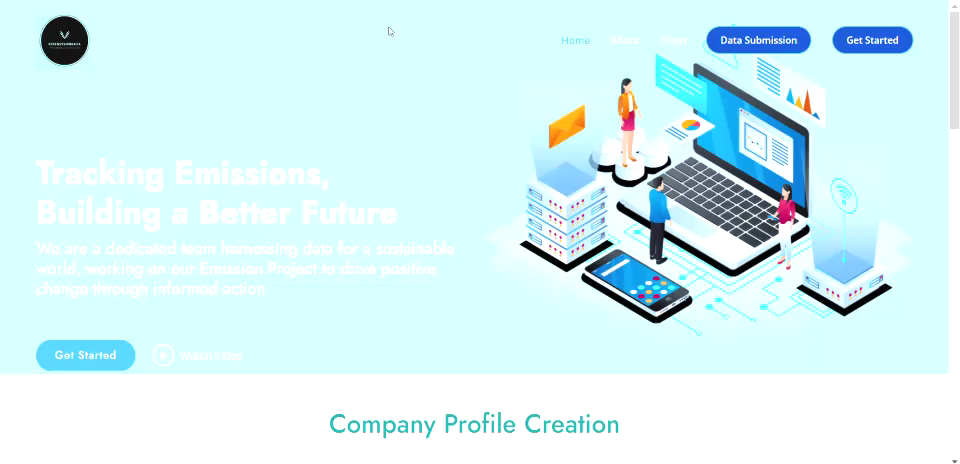 Home About Team Data Submission Get Started
Tracking Emissions,
Building a Better Future
We are a dedicated team harnessing data for a sustainable
world, working on our Emission Project to drive positive
change through informed action
Get Started Watch Video
Company Profile Creation